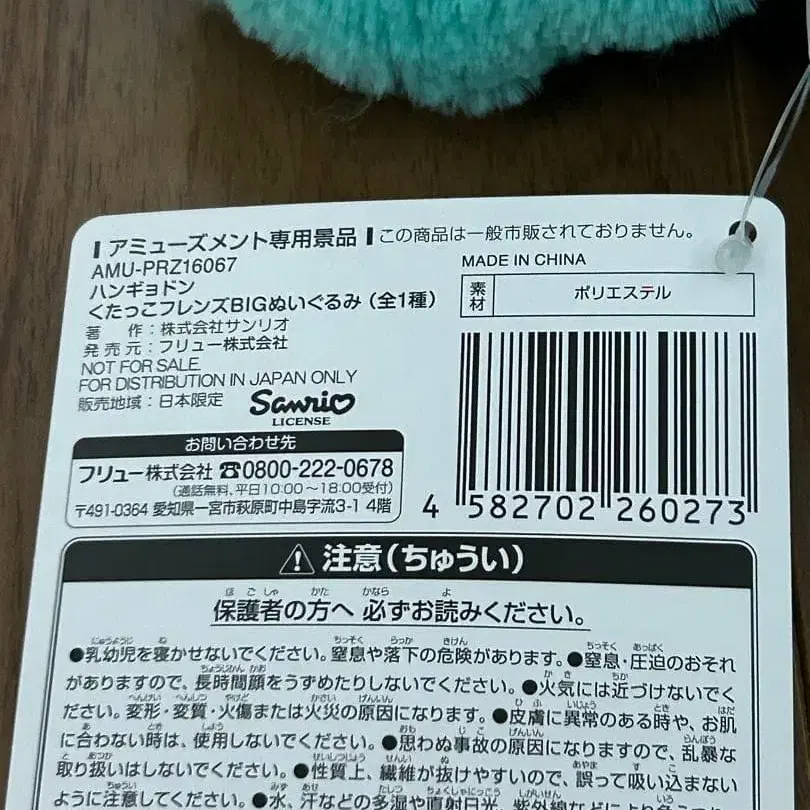 アミューズメント専用景品 この商品は一般市販されておりません。
AMU-PRZ16067
ハンギョドン
くたっこフレンズBIGぬいぐるみ（全1種）
著　作：株式会社サンリオ
発売元：フリュー株式会社
NOT FOR SALE.
FOR DISTRIBUTION IN JAPAN ONLY
販売地域：日本限定
Sanrio
LICENSE
MADE IN CHINA
素材 ポリエステル
4 582702 260273
お問い合わせ先
フリュー株式会社 ☎0800-222-0678
（通話無料、平日10:00〜18:00受付）
〒491-0364 愛知県一宮市萩原町中島字流3-1 4階
注意（ちゅうい）
保護者の方へ 必ずお読みください。
●乳幼児を寝かせないでください。窒息や落下の危険があります。●窒息・圧迫のおそれ
がありますので、長時間顔をうずめたりしないでください。●火気には近づけないでく
ださい。変形・変質・火傷または火災の原因になります。●皮膚に異常のある時や、お肌
に合わない時は、使用しないでください。●思わぬ事故の原因になりますので、乱暴な
取り扱いはしないでください。●性質上、繊維が抜けやすいので、誤って吸い込まない
ように注意してください。●水、汗などの多湿や直射日光、紫外線などにより